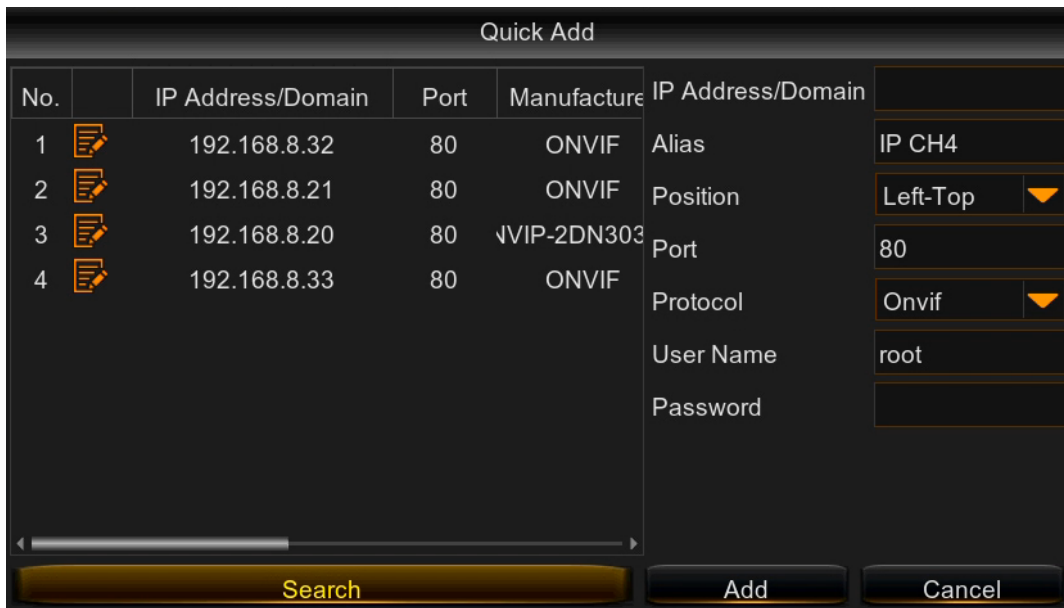 Quick Add
No. IP Address/Domain Port Manufacture
1 192.168.8.32 80 ONVIF
2 192.168.8.21 80 ONVIF
3 192.168.8.20 80 NVIP-2DN303
4 192.168.8.33 80 ONVIF
Search
IP Address/Domain
Alias IP CH4
Position Left-Top
Port 80
Protocol Onvif
User Name root
Password
Add Cancel